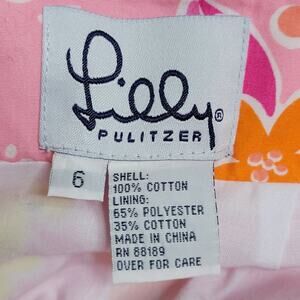 Lilly®
PULITZER
6
SHELL:
100% COTTON
LINING:
65% POLYESTER
35% COTTON
MADE IN CHINA
RN 88189
OVER FOR CARE